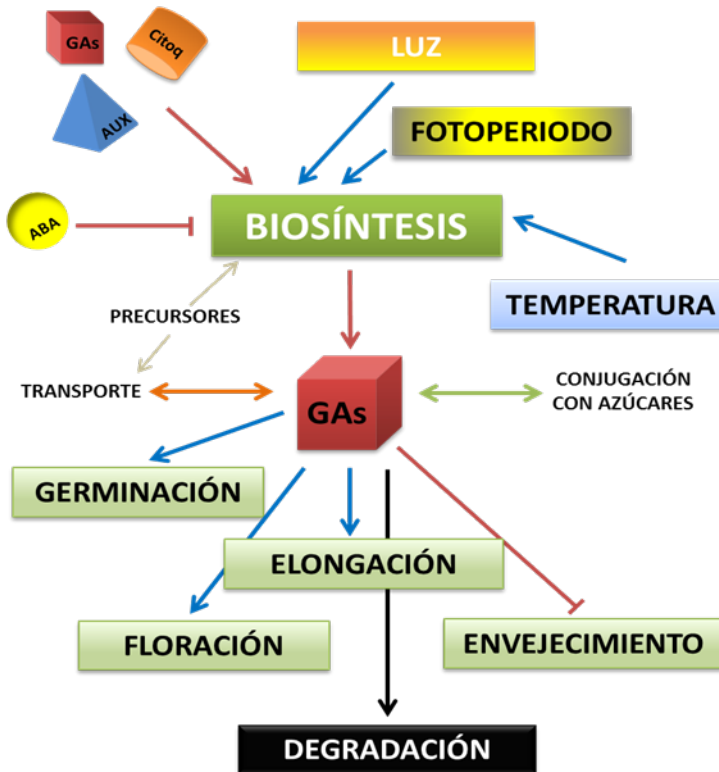 GAs
Citoq
AUX
LUZ
FOTOPERIODO
ABA
BIOSÍNTESIS
TEMPERATURA
PRECURSORES
TRANSPORTE
GAs
CONJUGACIÓN
CON AZÚCARES
GERMINACIÓN
ELONGACIÓN
FLORACIÓN
ENVEJECIMIENTO
DEGRADACIÓN